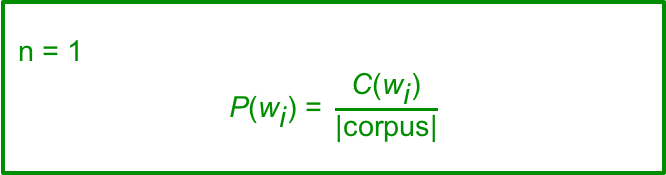 n = 1
P(wᵢ) = C(wᵢ) / |corpus|